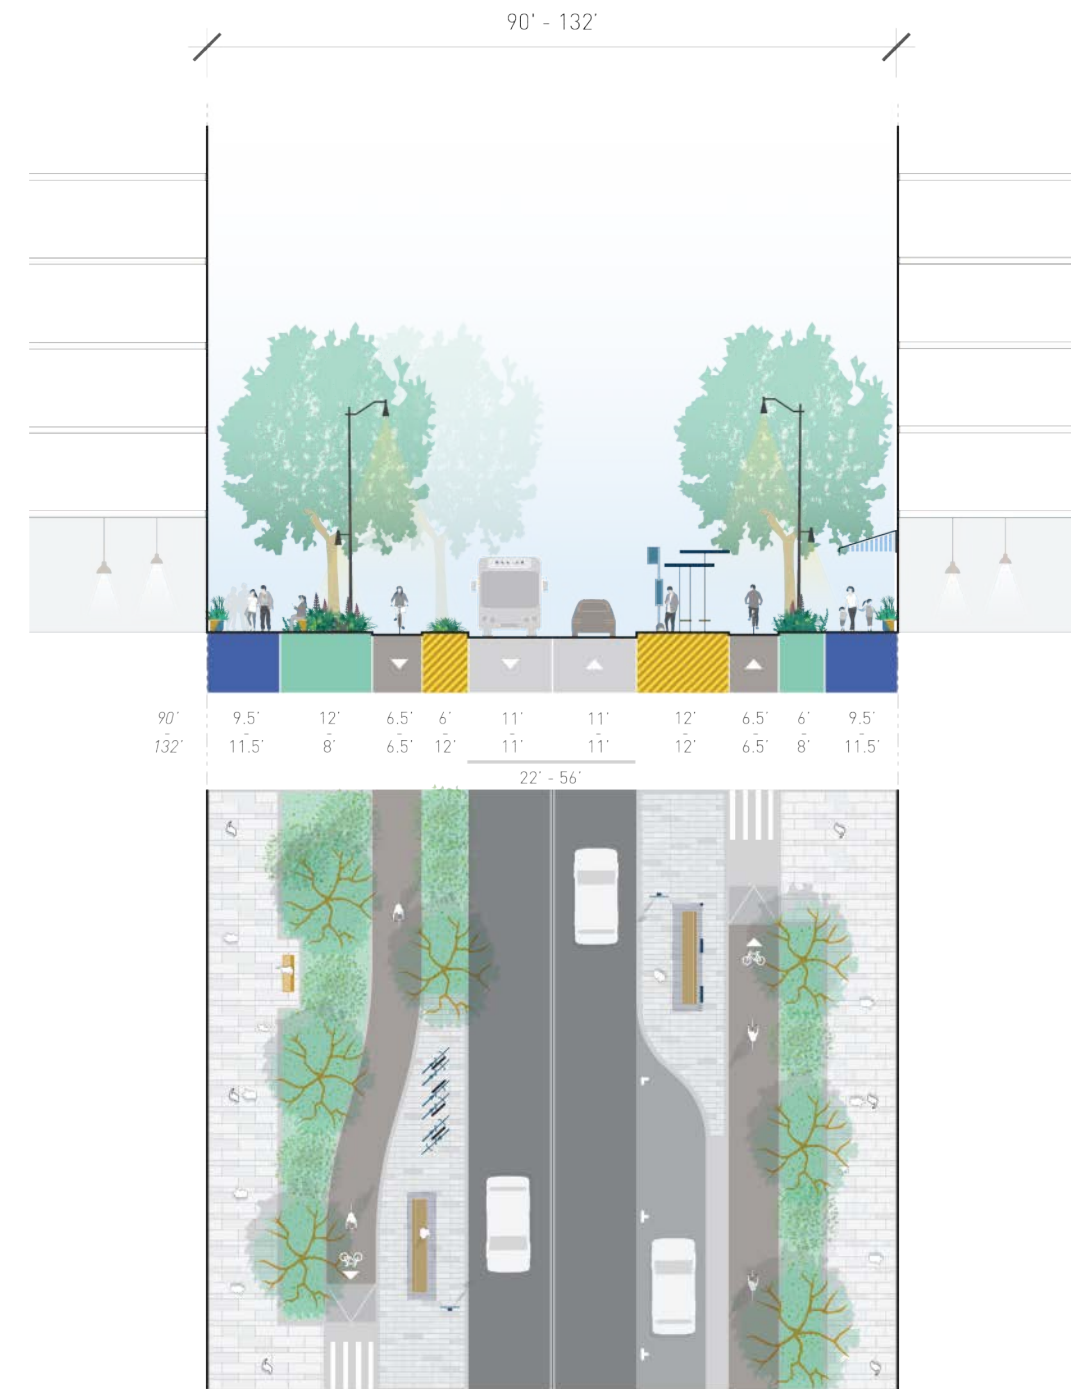 90' - 132'
90' 9.5' 12' 6.5' 6' 11' 11' 12' 6.5' 6' 9.5'
- - - - - - - - - - -
132' 11.5' 8' 6.5' 12' 11' 11' 12' 6.5' 8' 11.5'
22' - 56'